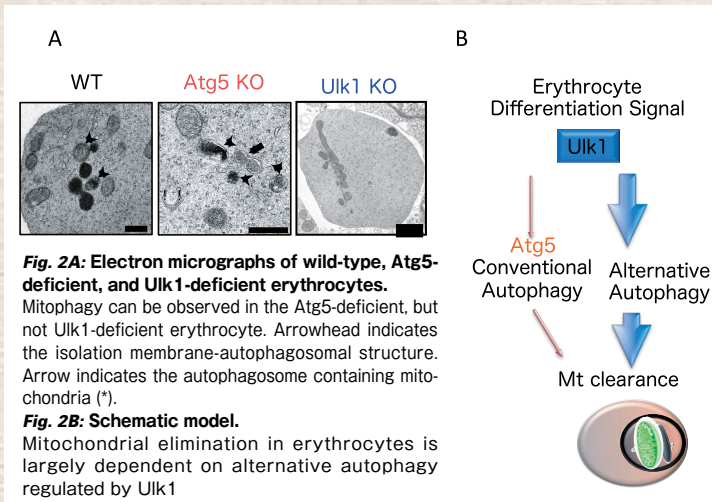 A
B
WT
Atg5 KO
Ulk1 KO
Fig. 2A: Electron micrographs of wild-type, Atg5-
deficient, and Ulk1-deficient erythrocytes.
Mitophagy can be observed in the Atg5-deficient, but
not Ulk1-deficient erythrocyte. Arrowhead indicates
the isolation membrane-autophagosomal structure.
Arrow indicates the autophagosome containing mito-
chondria (*).
Fig. 2B: Schematic model.
Mitochondrial elimination in erythrocytes is
largely dependent on alternative autophagy
regulated by Ulk1
Erythrocyte
Differentiation Signal
Ulk1
Atg5
Conventional
Autophagy
Alternative
Autophagy
Mt clearance